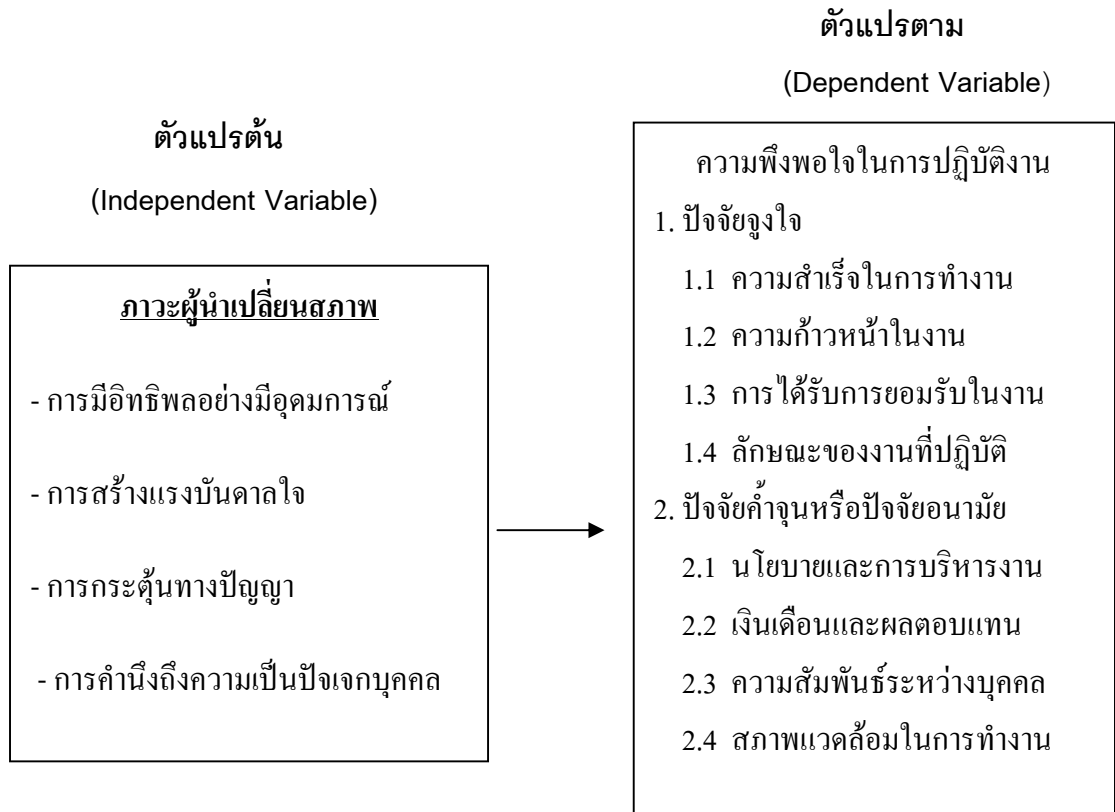 ตัวแปรต้น
(Independent Variable)
ภาวะผู้นำเปลี่ยนสภาพ
- การมีอิทธิพลอย่างมีอุดมการณ์
- การสร้างแรงบันดาลใจ
- การกระตุ้นทางปัญญา
- การคำนึงถึงความเป็นปัจเจกบุคคล
ตัวแปรตาม
(Dependent Variable)
ความพึงพอใจในการปฏิบัติงาน
1. ปัจจัยจูงใจ
1.1 ความสำเร็จในการทำงาน
1.2 ความก้าวหน้าในงาน
1.3 การได้รับการยอมรับในงาน
1.4 ลักษณะของงานที่ปฏิบัติ
2. ปัจจัยค้ำจุนหรือปัจจัยอนามัย
2.1 นโยบายและการบริหารงาน
2.2 เงินเดือนและผลตอบแทน
2.3 ความสัมพันธ์ระหว่างบุคคล
2.4 สภาพแวดล้อมในการทำงาน